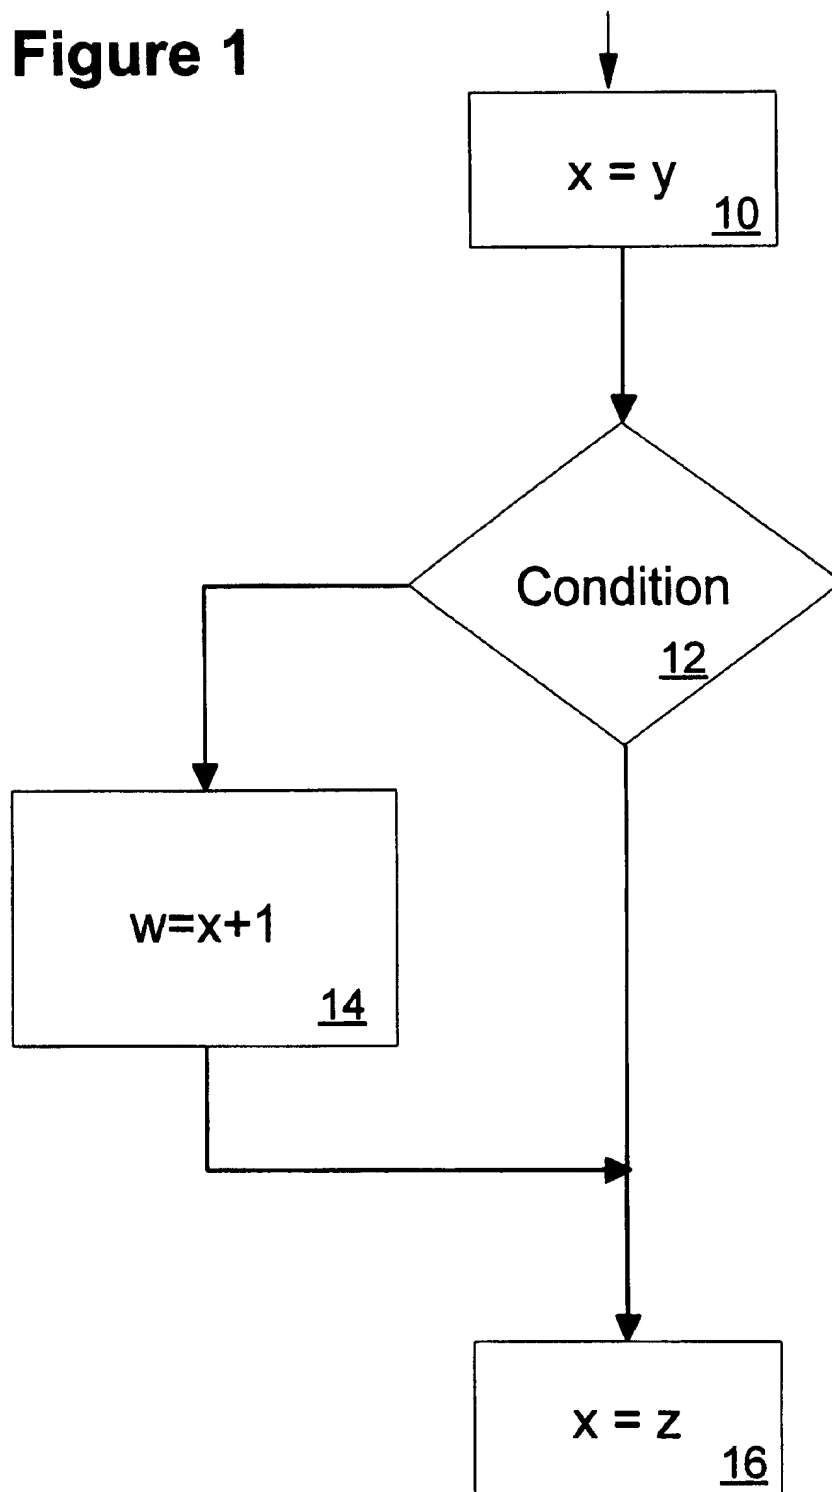 Figure 1
x = y
10
Condition
12
w=x+1
14
x = z
16